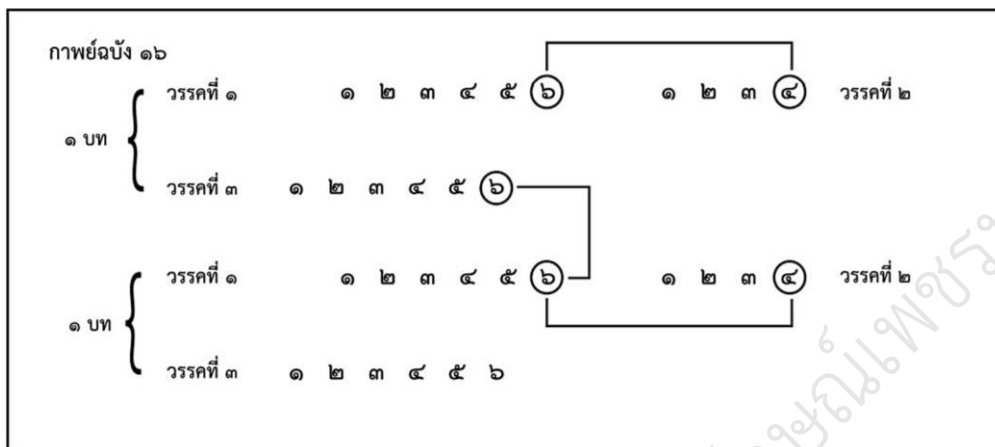 กาพย์ฉบัง ๑๖
วรรคที่ ๑ ๑ ๒ ๓ ๔ ๕ ๖ ๑ ๒ ๓ ๔ วรรคที่ ๒
๑ บท
วรรคที่ ๓ ๑ ๒ ๓ ๔ ๕ ๖
วรรคที่ ๑ ๑ ๒ ๓ ๔ ๕ ๖ ๑ ๒ ๓ ๔ วรรคที่ ๒
๑ บท
วรรคที่ ๓ ๑ ๒ ๓ ๔ ๕ ๖